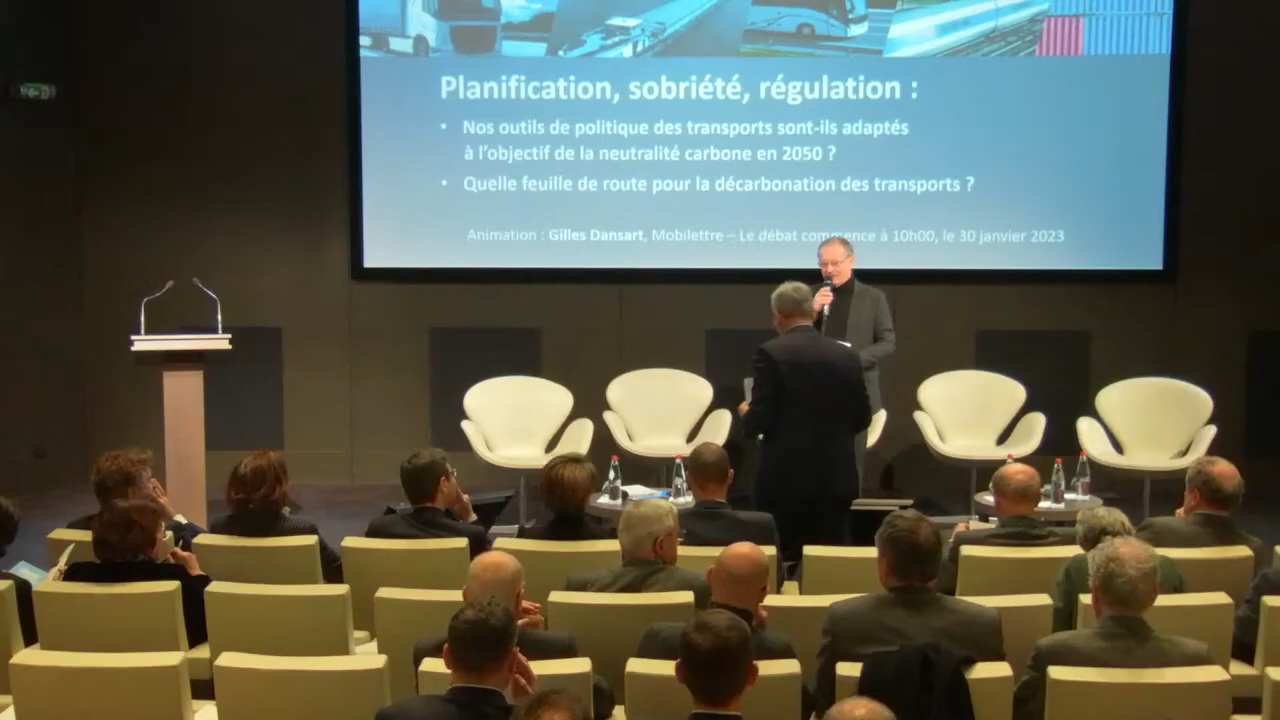 Planification, sobriété, régulation :
• Nos outils de politique des transports sont-ils adaptés
à l'objectif de la neutralité carbone en 2050 ?
• Quelle feuille de route pour la décarbonation des transports ?
Animation : Gilles Dansart, Mobilettre – Le débat commence à 10h00, le 30 janvier 2023